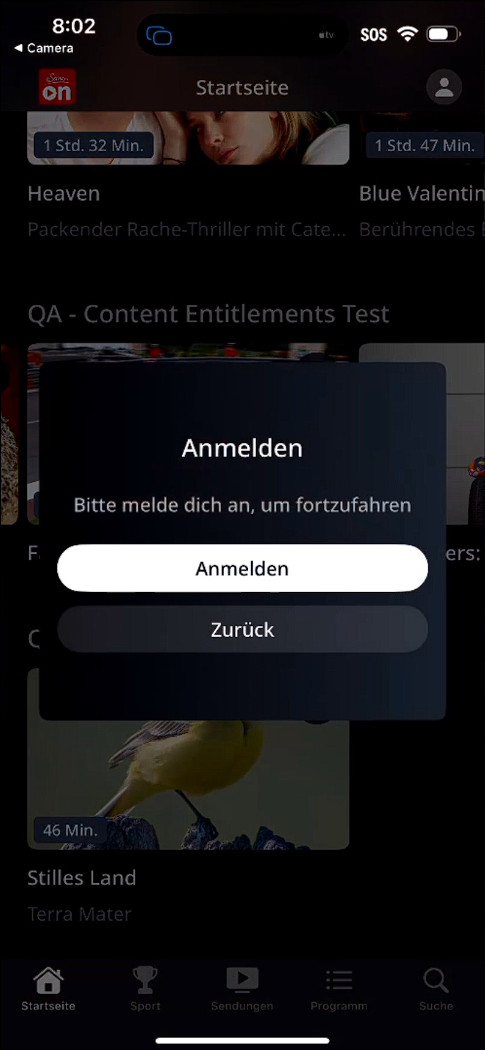 8:02
tv
SOS
◀ Camera
Servus
on
Startseite
1 Std. 32 Min.
1 Std. 47 Min.
Heaven
Blue Valentin
Packender Rache-Thriller mit Cate...
Berührendes
QA - Content Entitlements Test
Anmelden
Bitte melde dich an, um fortzufahren
F
ers:
Anmelden
Zurück
46 Min.
Stilles Land
Terra Mater
Startseite
Sport
Sendungen
Programm
Suche